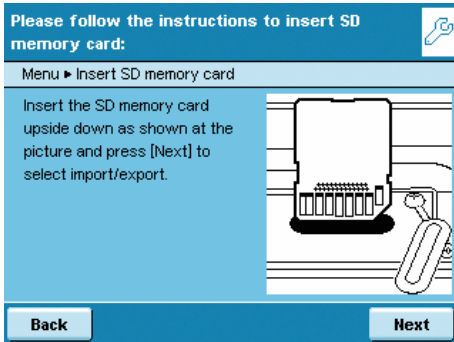 Please follow the instructions to insert SD
memory card:
Menu ▸ Insert SD memory card
Insert the SD memory card
upside down as shown at the
picture and press [Next] to
select import/export.
Back
Next